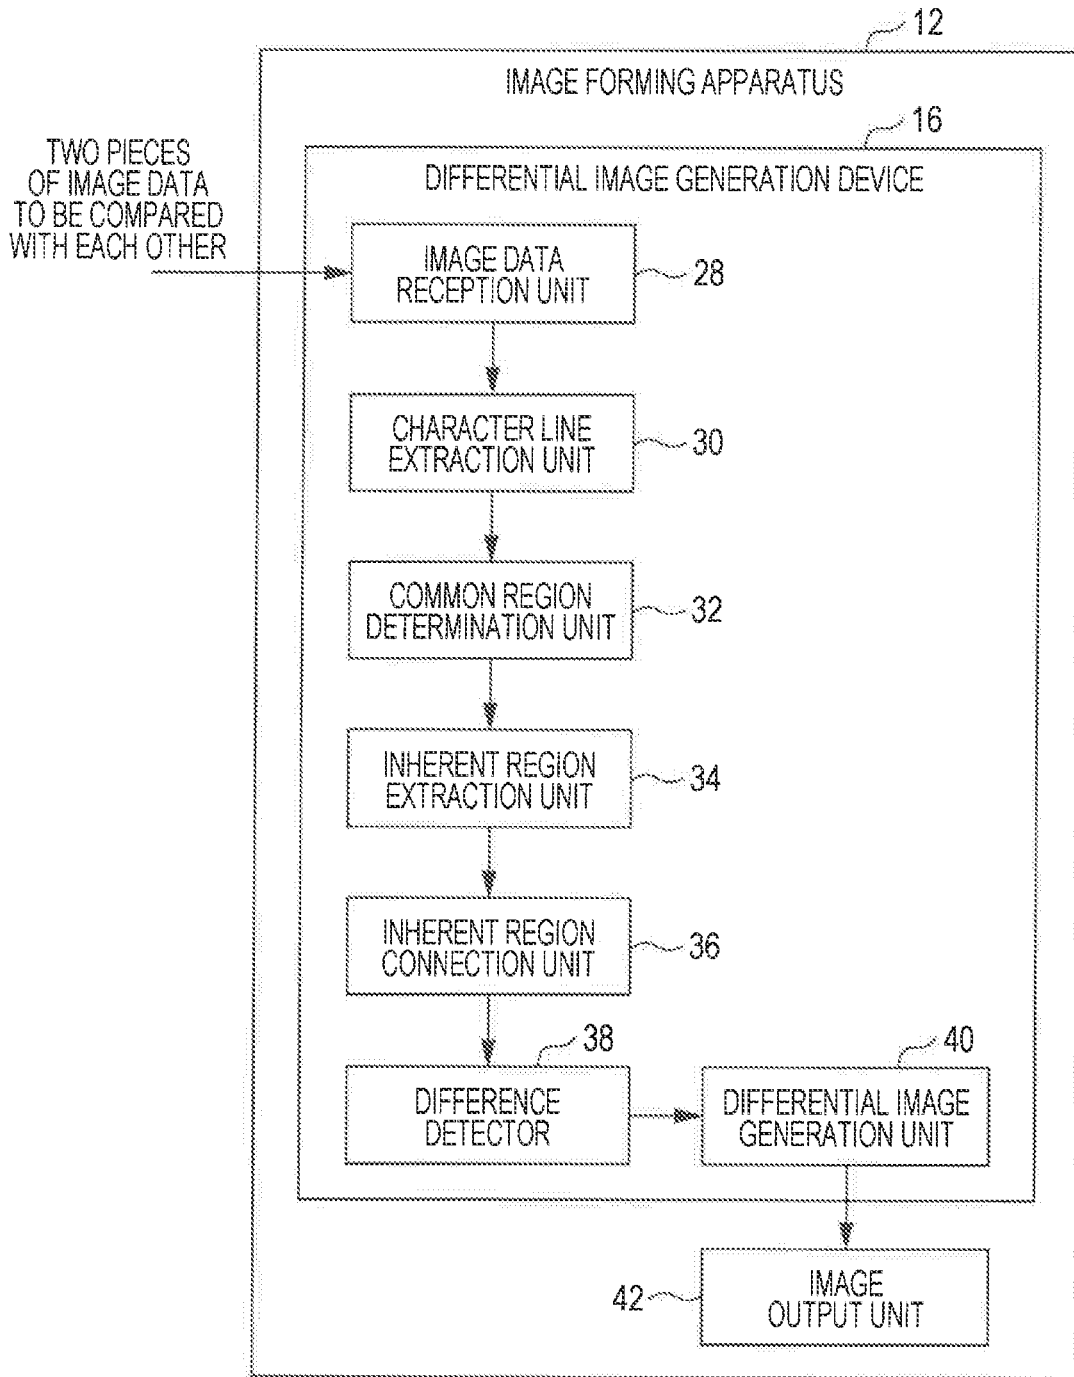 12
IMAGE FORMING APPARATUS
16
TWO PIECES
OF IMAGE DATA
TO BE COMPARED
WITH EACH OTHER
DIFFERENTIAL IMAGE GENERATION DEVICE
IMAGE DATA
RECEPTION UNIT
28
CHARACTER LINE
EXTRACTION UNIT
30
COMMON REGION
DETERMINATION UNIT
32
INHERENT REGION
EXTRACTION UNIT
34
INHERENT REGION
CONNECTION UNIT
36
38
DIFFERENCE
DETECTOR
40
DIFFERENTIAL IMAGE
GENERATION UNIT
42
IMAGE
OUTPUT UNIT